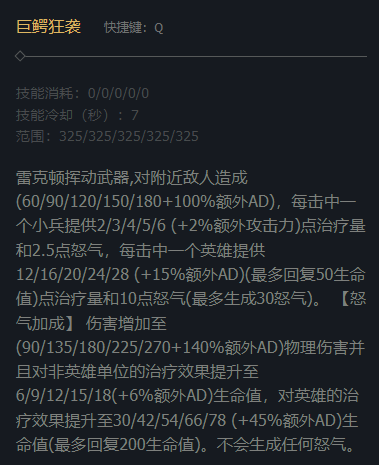 巨鳄狂袭 快捷键：Q
技能消耗：0/0/0/0/0
技能冷却（秒）：7
范围：325/325/325/325/325
雷克顿挥动武器,对附近敌人造成
(60/90/120/150/180+100%额外AD)，每击中一
个小兵提供2/3/4/5/6 (+2%额外攻击力)点治疗量
和2.5点怒气，每击中一个英雄提供
12/16/20/24/28 (+15%额外AD)(最多回复50生命
值)点治疗量和10点怒气(最多生成30怒气)。 【怒
气加成】 伤害增加至
(90/135/180/225/270+140%额外AD)物理伤害并
且对非英雄单位的治疗效果提升至
6/9/12/15/18(+6%额外AD)生命值，对英雄的治
疗效果提升至30/42/54/66/78 (+45%额外AD)生
命值(最多回复200生命值)。不会生成任何怒气。